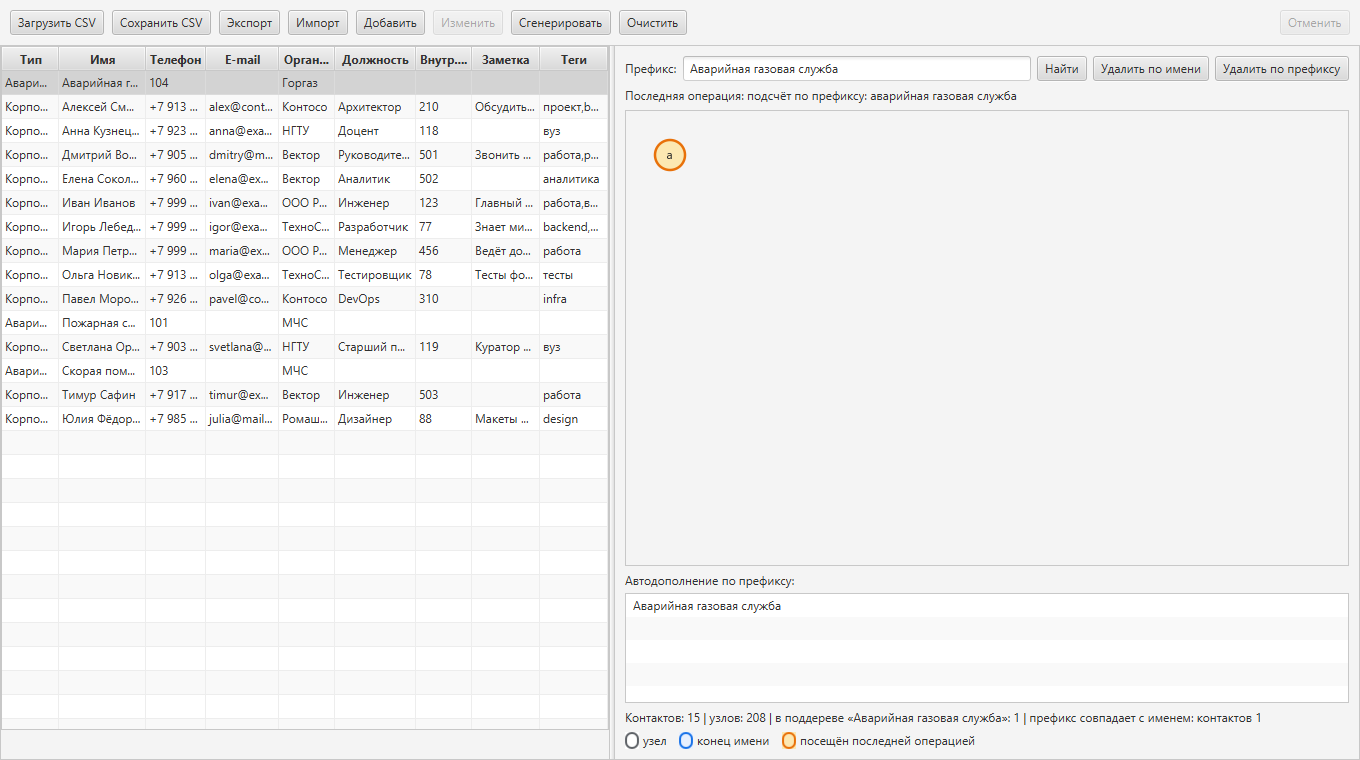 Загрузить CSV Сохранить CSV Экспорт Импорт Добавить Изменить Сгенерировать Очистить Отменить
Тип Имя Телефон E-mail Орган... Должность Внутр.... Заметка Теги
Авари... Аварийная г... 104 Горгаз
Корпо... Алексей См... +7 913 ... alex@cont... Контосо Архитектор 210 Обсудить... проект,b...
Корпо... Анна Кузнец... +7 923 ... anna@exa... НГТУ Доцент 118 вуз
Корпо... Дмитрий Во... +7 905 ... dmitry@m... Вектор Руководите... 501 Звонить ... работа,р...
Корпо... Елена Сокол... +7 960 ... elena@ex... Вектор Аналитик 502 аналитика
Корпо... Иван Иванов +7 999 ... ivan@exa... ООО Р... Инженер 123 Главный ... работа,в...
Корпо... Игорь Лебед... +7 999 ... igor@exa... ТехноС... Разработчик 77 Знает ми... backend,...
Корпо... Мария Петр... +7 999 ... maria@ex... ООО Р... Менеджер 456 Ведёт до... работа
Корпо... Ольга Новик... +7 913 ... olga@exa... ТехноС... Тестировщик 78 Тесты фо... тесты
Корпо... Павел Моро... +7 926 ... pavel@co... Контосо DevOps 310 infra
Авари... Пожарная с... 101 МЧС
Корпо... Светлана Ор... +7 903 ... svetlana@... НГТУ Старший п... 119 Куратор ... вуз
Авари... Скорая пом... 103 МЧС
Корпо... Тимур Сафин +7 917 ... timur@ex... Вектор Инженер 503 работа
Корпо... Юлия Фёдор... +7 985 ... julia@mail... Ромаш... Дизайнер 88 Макеты ... design
Префикс: Аварийная газовая служба Найти Удалить по имени Удалить по префиксу
Последняя операция: подсчёт по префиксу: аварийная газовая служба
а
Автодополнение по префиксу:
Аварийная газовая служба
Контактов: 15 | узлов: 208 | в поддереве «Аварийная газовая служба»: 1 | префикс совпадает с именем: контактов 1
узел конец имени посещён последней операцией